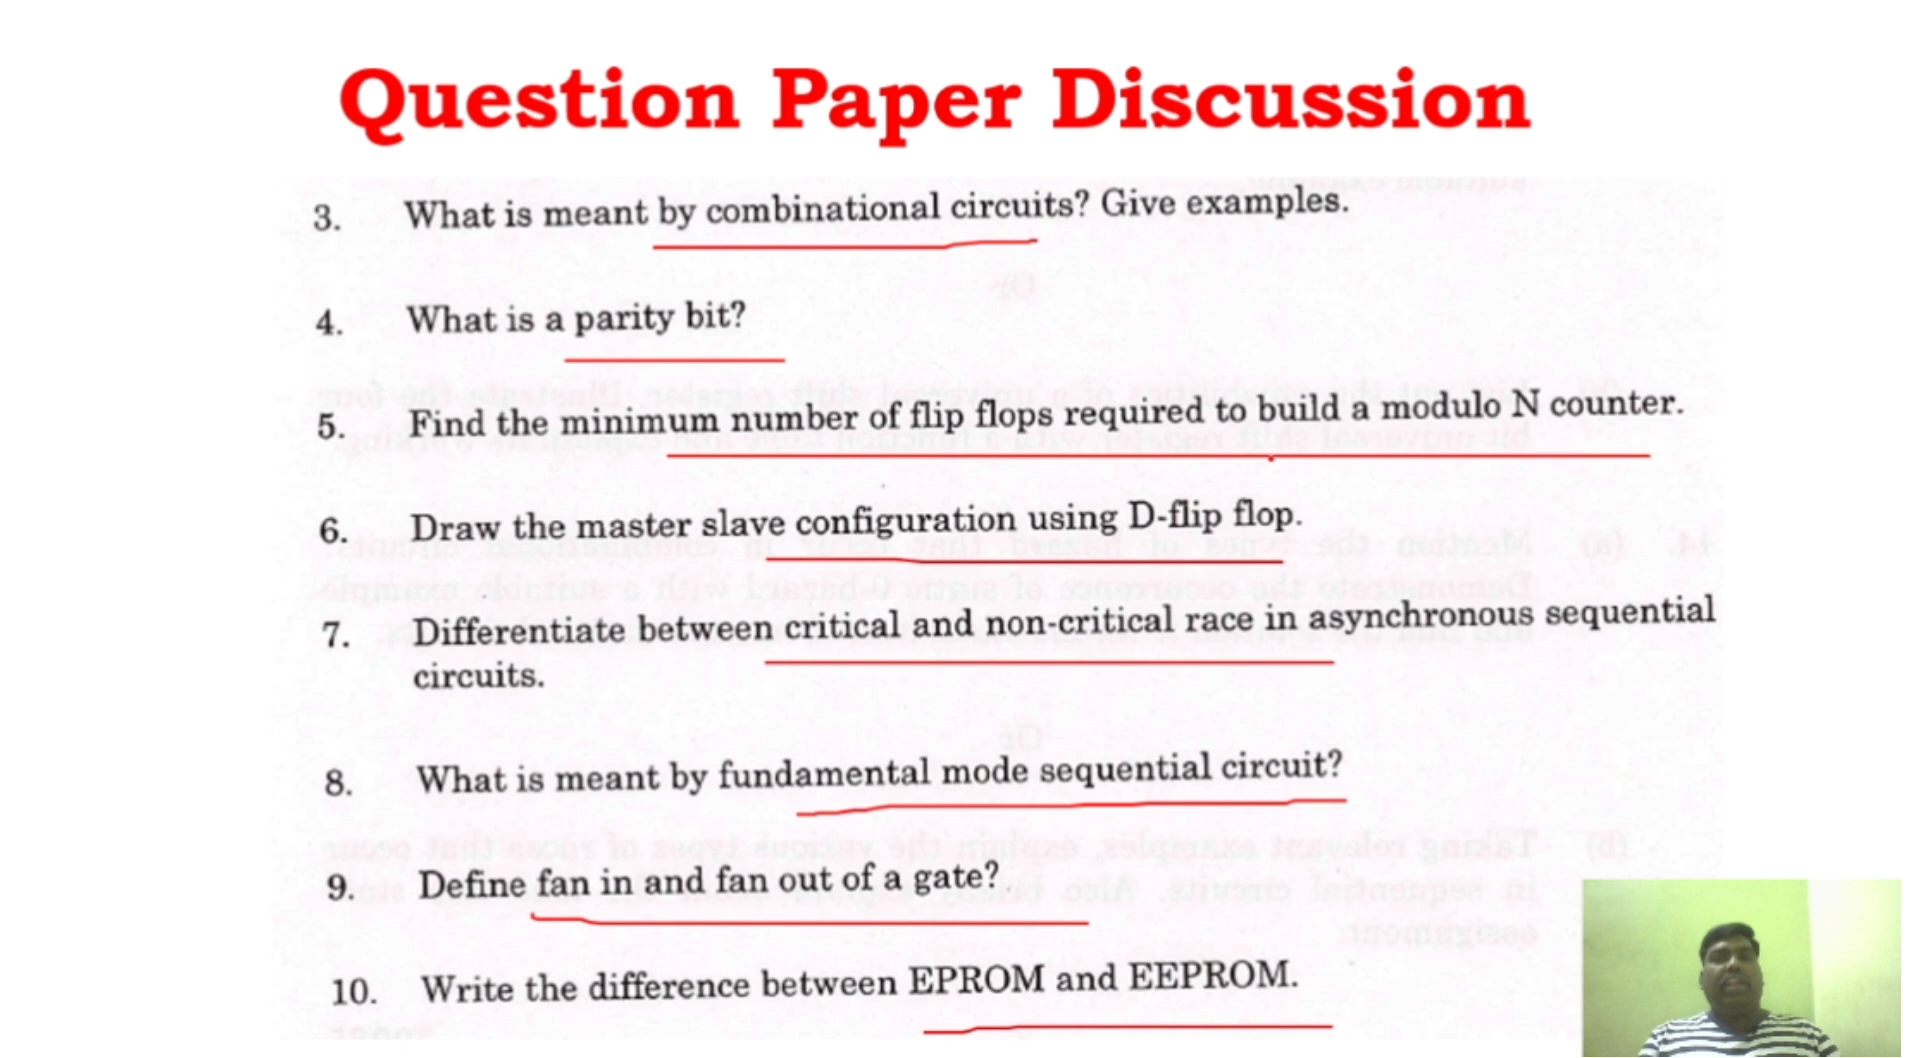 Question Paper Discussion
3. What is meant by combinational circuits? Give examples.
4. What is a parity bit?
5. Find the minimum number of flip flops required to build a modulo N counter.
6. Draw the master slave configuration using D-flip flop.
7. Differentiate between critical and non-critical race in asynchronous sequential
circuits.
8. What is meant by fundamental mode sequential circuit?
9. Define fan in and fan out of a gate?
10. Write the difference between EPROM and EEPROM.